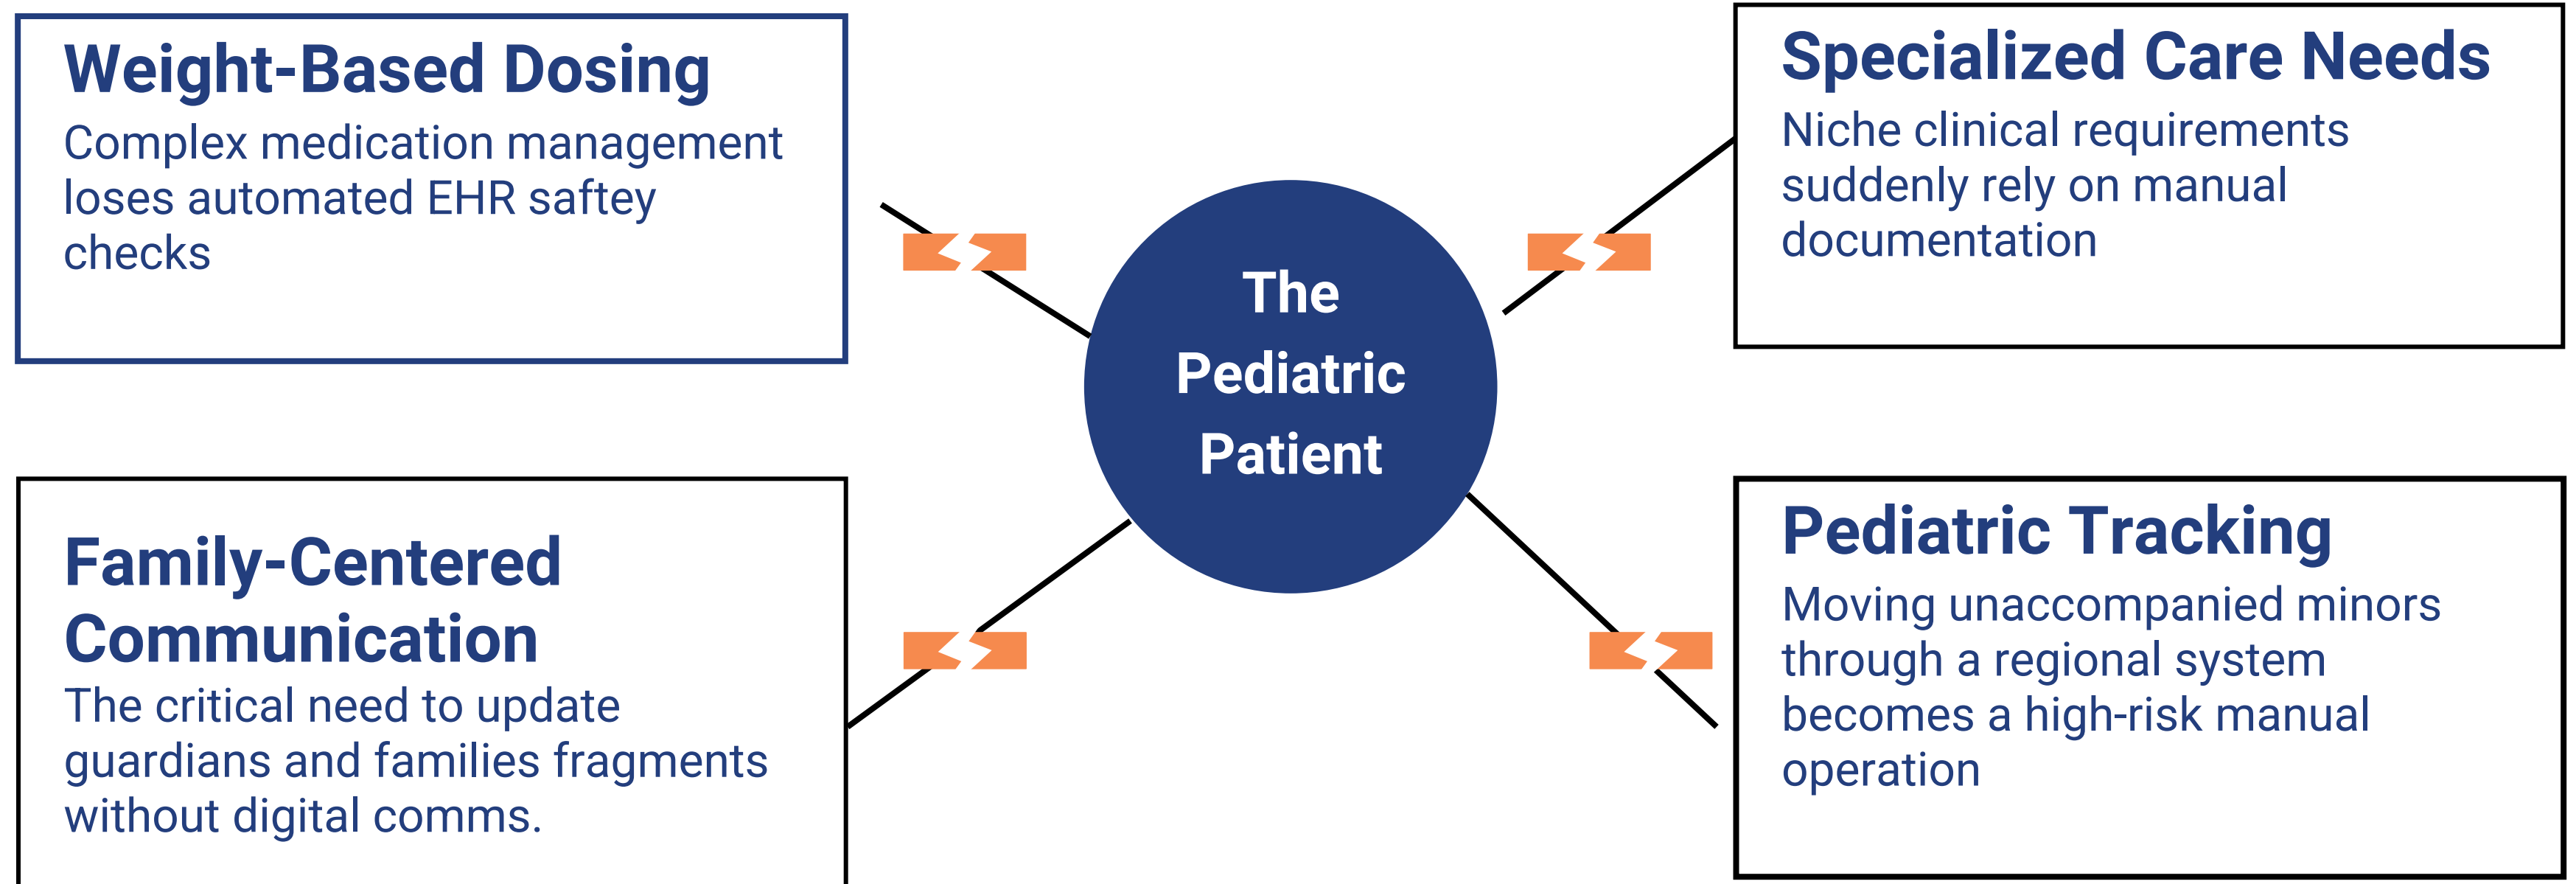 Weight-Based Dosing
Complex medication management
loses automated EHR saftey
checks
Specialized Care Needs
Niche clinical requirements
suddenly rely on manual
documentation
The
Pediatric
Patient
Family-Centered
Communication
The critical need to update
guardians and families fragments
without digital comms.
Pediatric Tracking
Moving unaccompanied minors
through a regional system
becomes a high-risk manual
operation